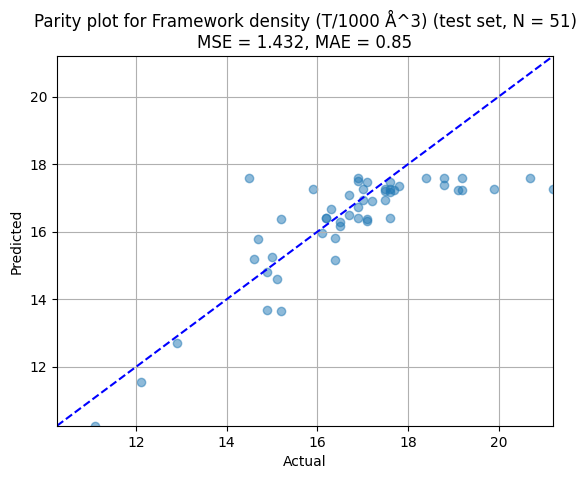 Parity plot for Framework density (T/1000 Å^3) (test set, N = 51)
MSE = 1.432, MAE = 0.85
20
18
16
14
12
Predicted
12 14 16 18 20
Actual